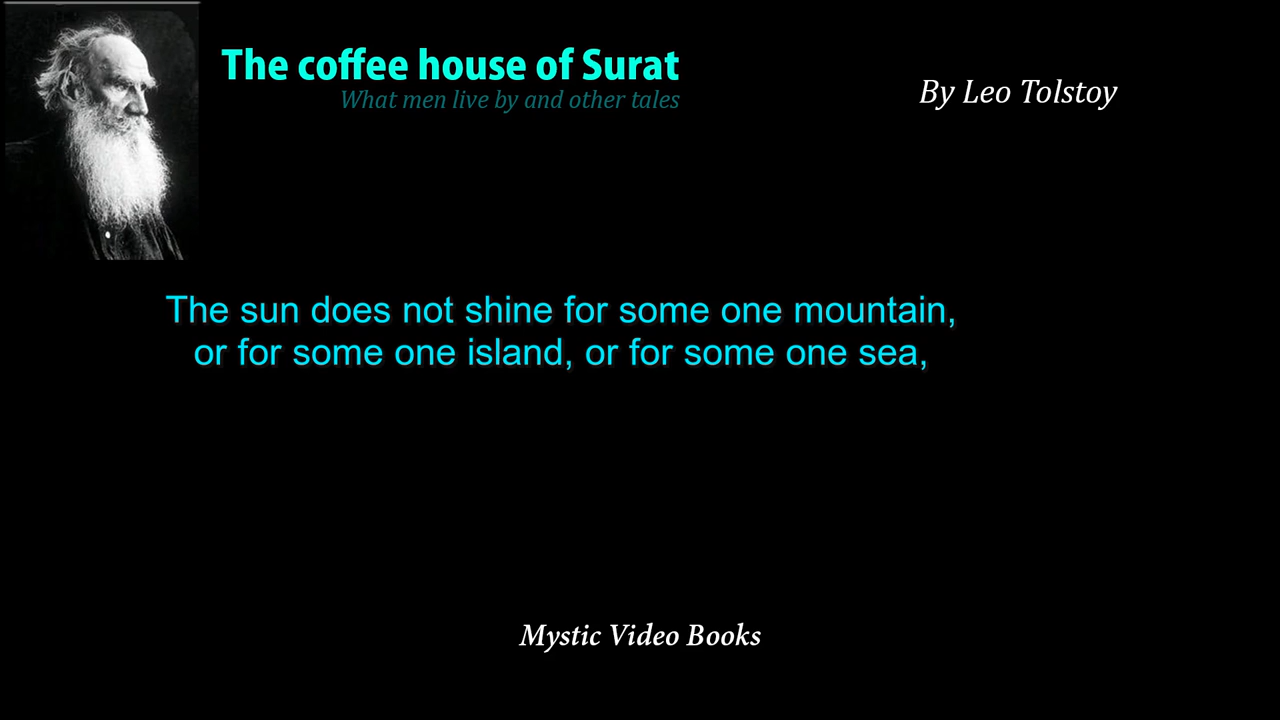 The coffee house of Surat
What men live by and other tales
By Leo Tolstoy
The sun does not shine for some one mountain,
or for some one island, or for some one sea,
Mystic Video Books